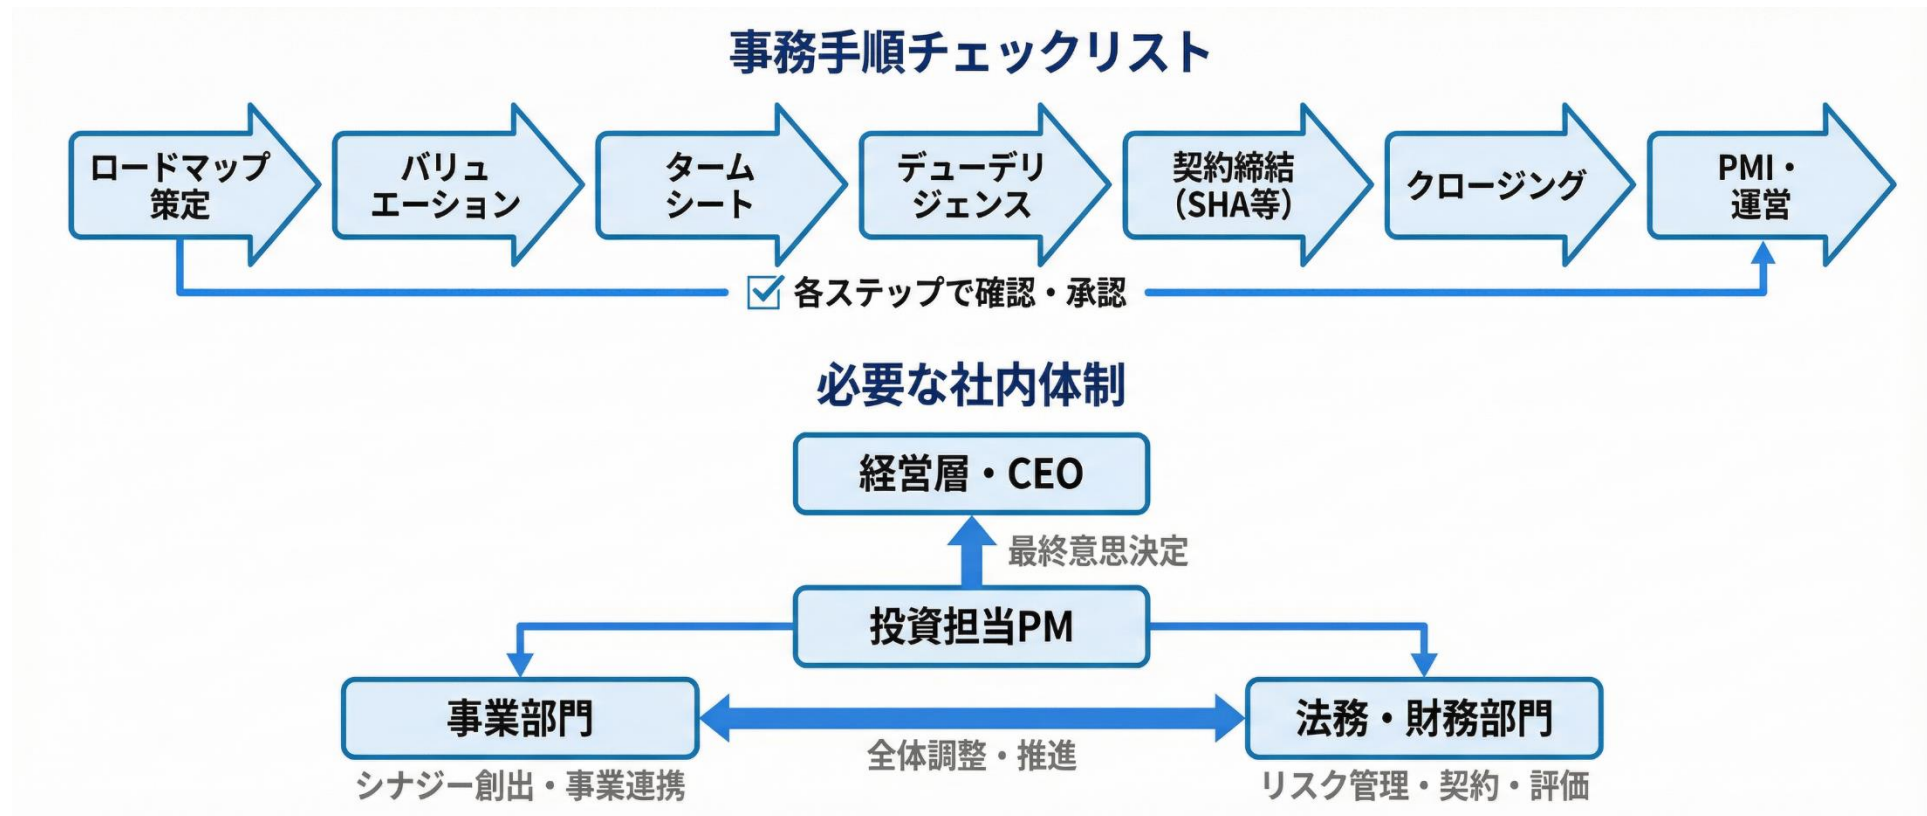 事務手順チェックリスト
ロードマップ
策定
バリュ
エーション
ターム
シート
デューデリ
ジェンス
契約締結
（SHA等）
クロージング
PMI・
運営
各ステップで確認・承認
必要な社内体制
経営層・CEO
最終意思決定
投資担当PM
事業部門
法務・財務部門
全体調整・推進
シナジー創出・事業連携
リスク管理・契約・評価